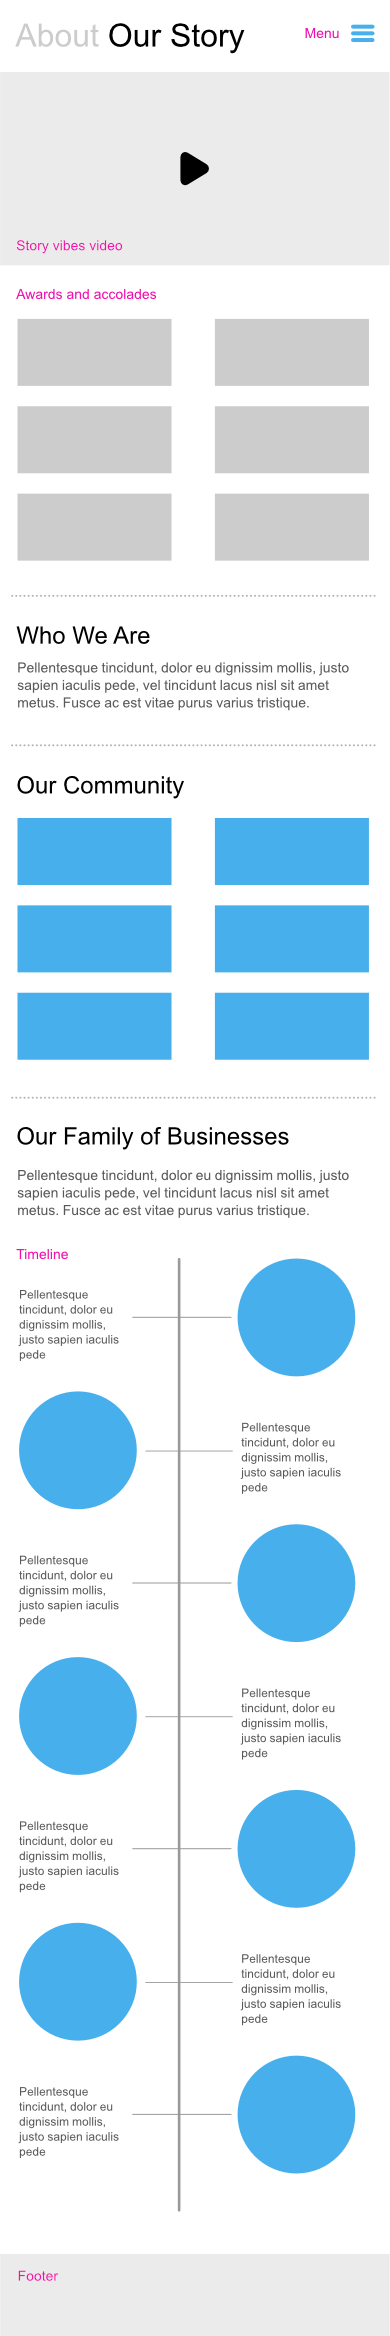 About Our Story
Menu
Story vibes video
Awards and accolades
Who We Are
Pellentesque tincidunt, dolor eu dignissim mollis, justo
sapien iaculis pede, vel tincidunt lacus nisl sit amet
metus. Fusce ac est vitae purus varius tristique.
Our Community
Our Family of Businesses
Pellentesque tincidunt, dolor eu dignissim mollis, justo
sapien iaculis pede, vel tincidunt lacus nisl sit amet
metus. Fusce ac est vitae purus varius tristique.
Timeline
Pellentesque
tincidunt, dolor eu
dignissim mollis,
justo sapien iaculis
pede
Pellentesque
tincidunt, dolor eu
dignissim mollis,
justo sapien iaculis
pede
Pellentesque
tincidunt, dolor eu
dignissim mollis,
justo sapien iaculis
pede
Pellentesque
tincidunt, dolor eu
dignissim mollis,
justo sapien iaculis
pede
Pellentesque
tincidunt, dolor eu
dignissim mollis,
justo sapien iaculis
pede
Pellentesque
tincidunt, dolor eu
dignissim mollis,
justo sapien iaculis
pede
Pellentesque
tincidunt, dolor eu
dignissim mollis,
justo sapien iaculis
pede
Footer